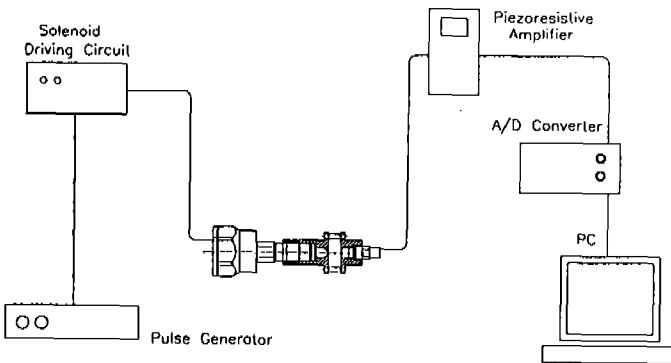 Solenoid
Driving Circuit
Piezoresistive
Amplifier
A/D Converter
PC
Pulse Generator